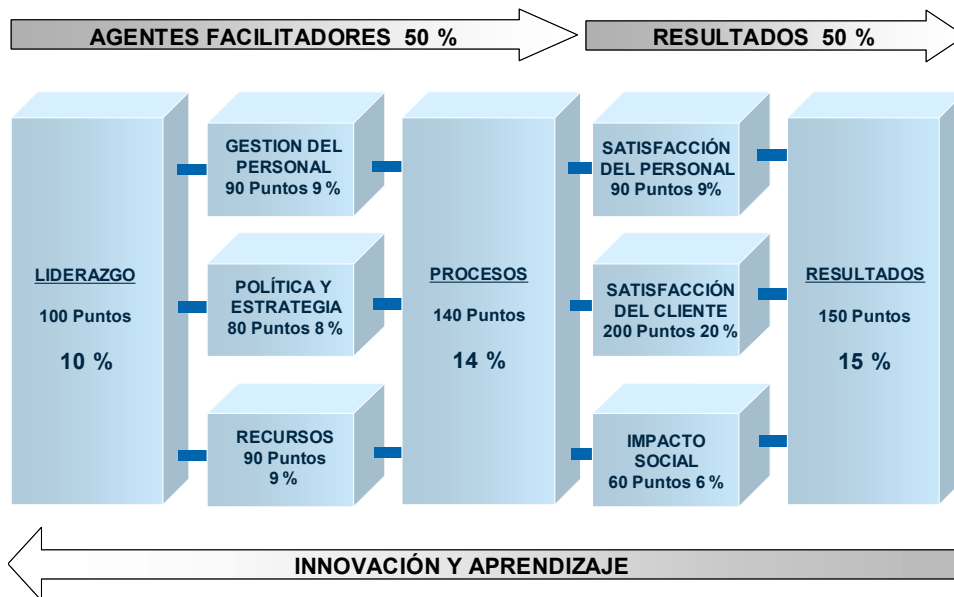 AGENTES FACILITADORES 50 %
RESULTADOS 50 %
LIDERAZGO
100 Puntos
10 %
GESTION DEL
PERSONAL
90 Puntos 9 %
POLÍTICA Y
ESTRATEGIA
80 Puntos 8 %
RECURSOS
90 Puntos
9 %
PROCESOS
140 Puntos
14 %
SATISFACCIÓN
DEL PERSONAL
90 Puntos 9%
SATISFACCIÓN
DEL CLIENTE
200 Puntos 20 %
IMPACTO
SOCIAL
60 Puntos 6 %
RESULTADOS
150 Puntos
15 %
INNOVACIÓN Y APRENDIZAJE